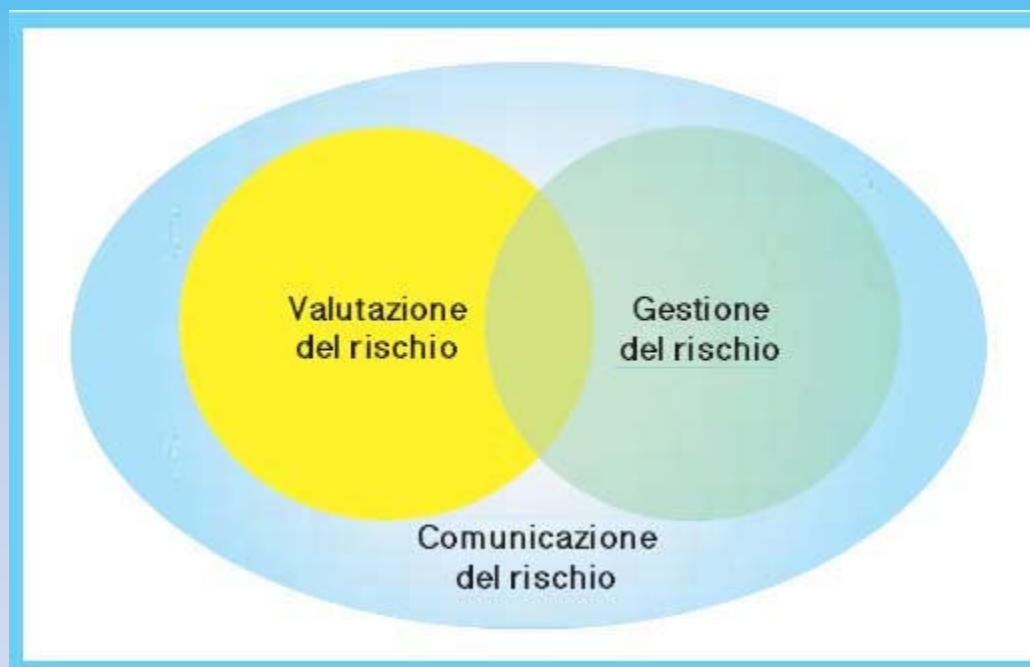 Valutazione
del rischio
Gestione
del rischio
Comunicazione
del rischio